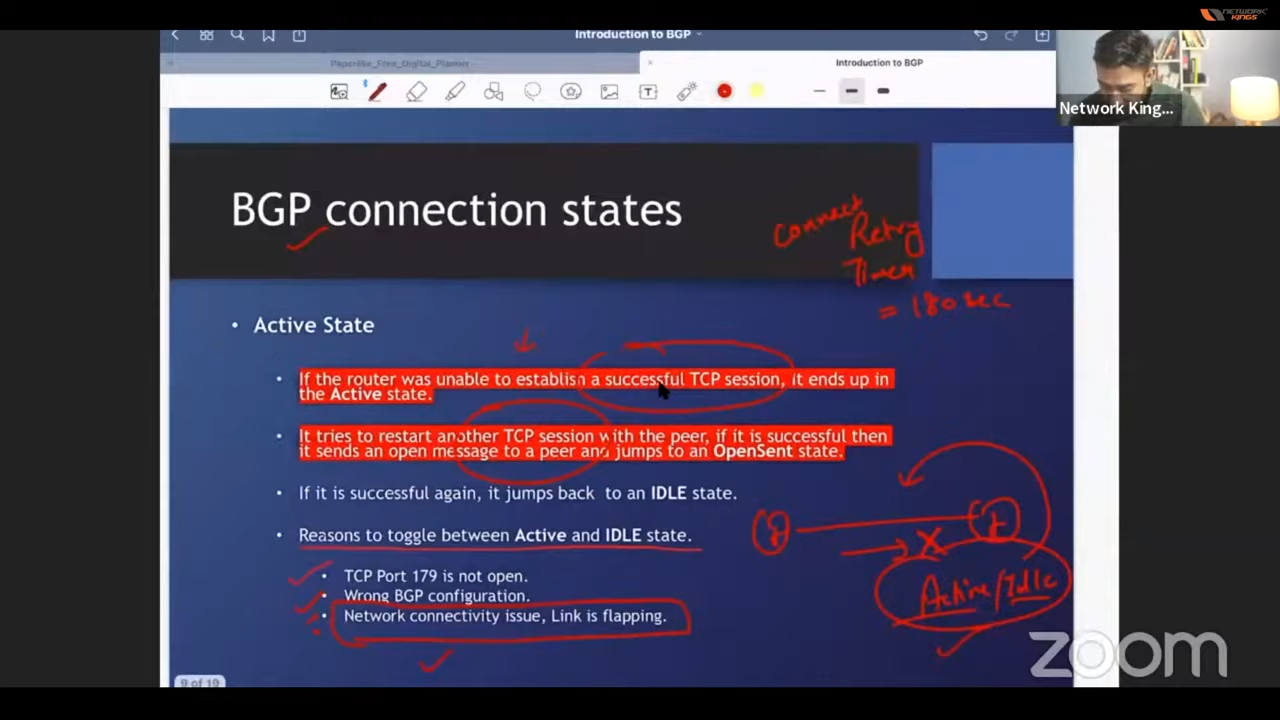 NETWORK KINGS
Introduction to BGP
Paperlike_Free_Digital_Planner
Introduction to BGP
Network King...
BGP connection states
Connect
Retry
Timer
= 180 sec
• Active State
• If the router was unable to establish a successful TCP session, it ends up in
the Active state.
• It tries to restart another TCP session with the peer, if it is successful then
it sends an open message to a peer and jumps to an OpenSent state.
• If it is successful again, it jumps back to an IDLE state.
• Reasons to toggle between Active and IDLE state.
• TCP Port 179 is not open.
• Wrong BGP configuration.
• Network connectivity issue, Link is flapping.
Active/Idle
9 of 19
zoom